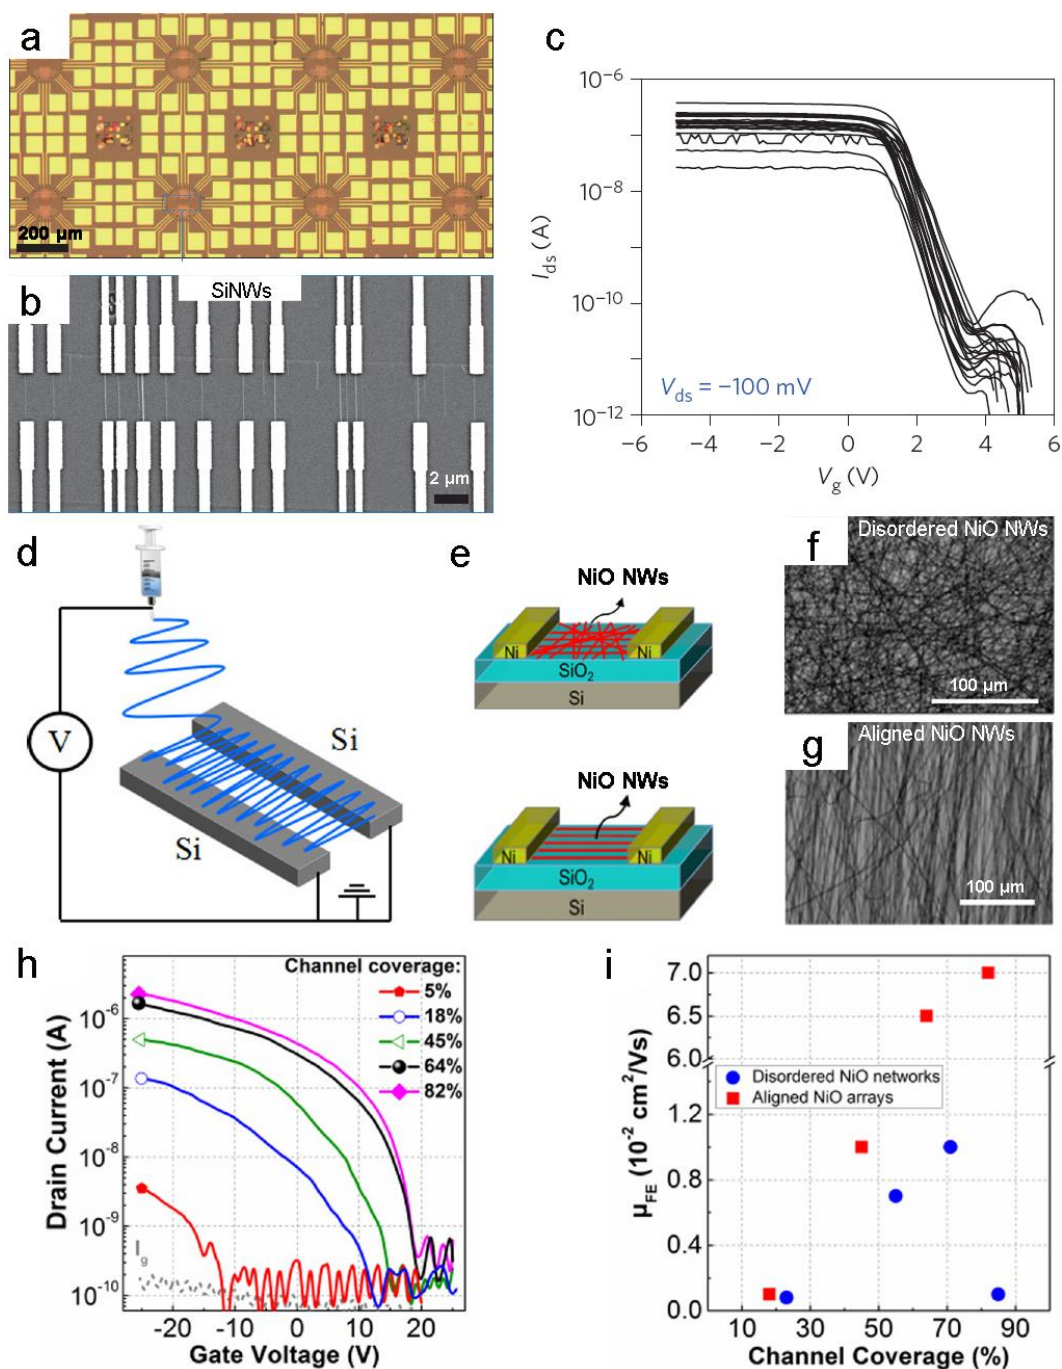 a
200 µm
b
SiNWs
2 µm
c
10⁻⁶
10⁻⁸
10⁻¹⁰
10⁻¹²
I_ds (A)
V_ds = −100 mV
−6 −4 −2 0 2 4 6
V_g (V)
d
V
Si
Si
e
NiO NWs
Ni
Ni
SiO₂
Si
NiO NWs
Ni
Ni
SiO₂
Si
f
Disordered NiO NWs
100 µm
g
Aligned NiO NWs
100 µm
h
Channel coverage:
5%
18%
45%
64%
82%
10⁻⁶
10⁻⁷
10⁻⁸
10⁻⁹
10⁻¹⁰
Drain Current (A)
I_g
-20 -10 0 10 20
Gate Voltage (V)
i
7.0
6.5
6.0
1.2
0.8
0.4
0.0
µ_FE (10⁻² cm²/Vs)
Disordered NiO networks
Aligned NiO arrays
10 30 50 70 90
Channel Coverage (%)